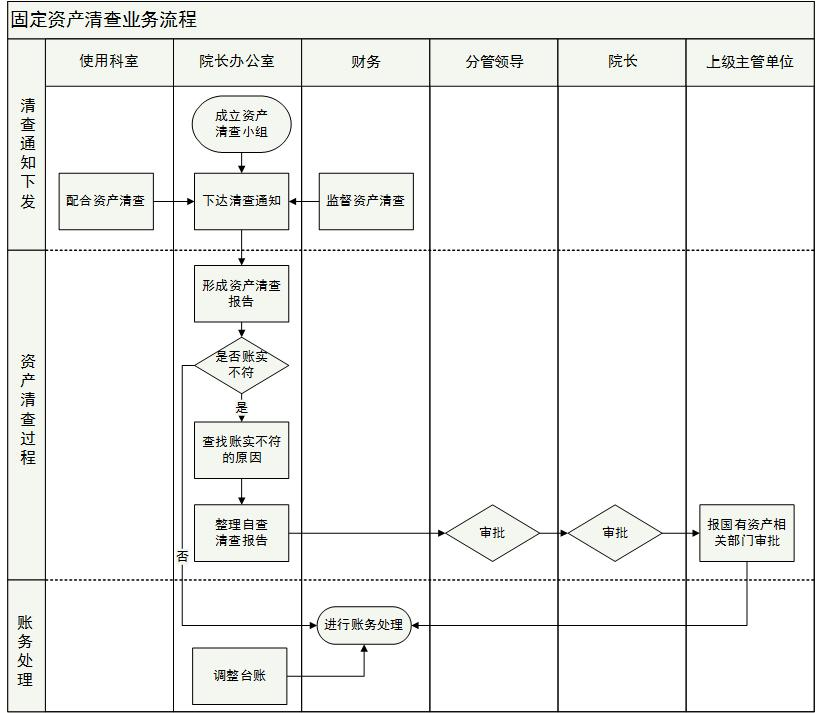 固定资产清查业务流程
使用科室
院长办公室
财务
分管领导
院长
上级主管单位
清查通知下发
成立资产
清查小组
配合资产清查
下达清查通知
监督资产清查
资产清查过程
形成资产清查
报告
是否账实
不符
是
查找账实不符
的原因
整理自查
清查报告
审批
审批
报国有资产相
关部门审批
否
账务处理
进行账务处理
调整台账